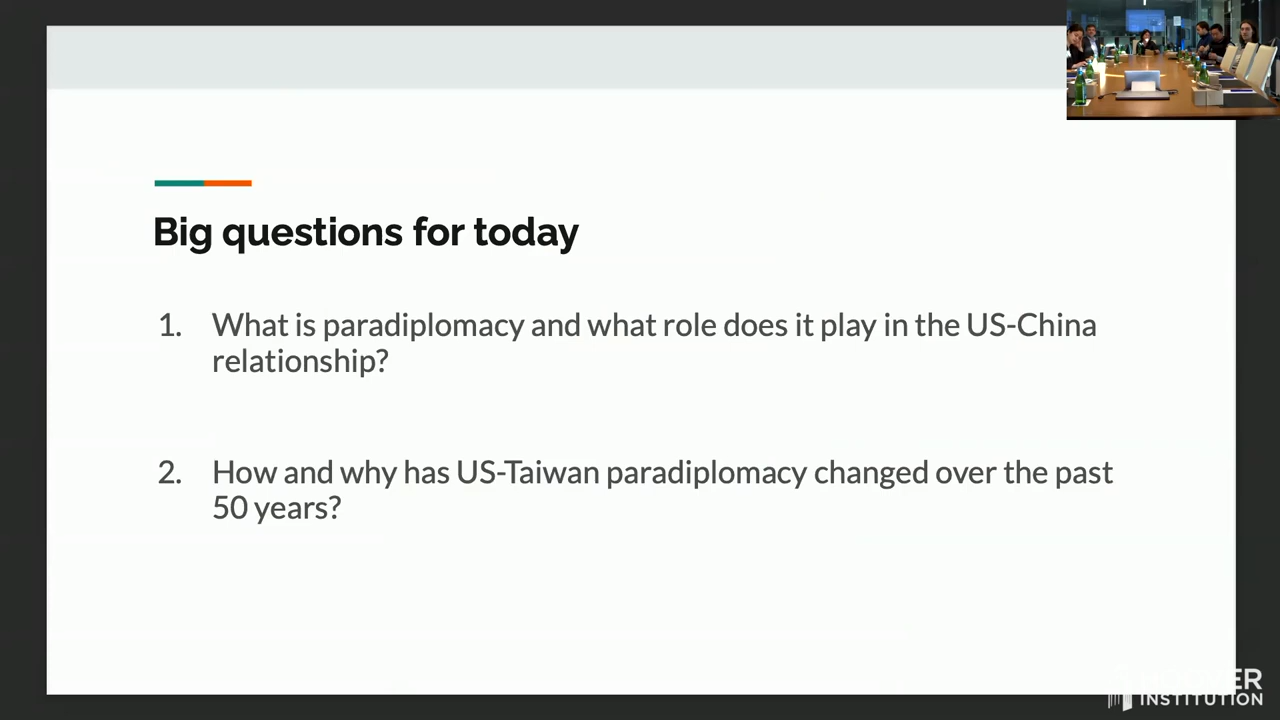 Big questions for today
1. What is paradiplomacy and what role does it play in the US-China
relationship?
2. How and why has US-Taiwan paradiplomacy changed over the past
50 years?
HOOVER
INSTITUTION